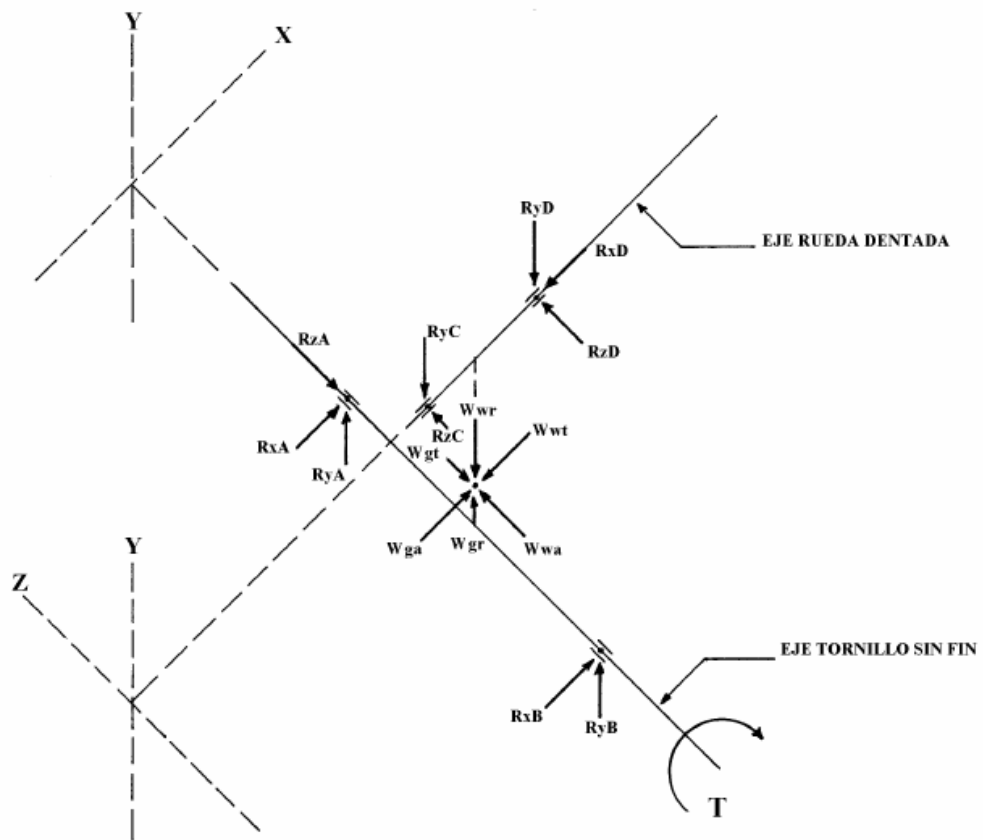 Y
X
RyD
RxD
EJE RUEDA DENTADA
RzA
RyC
RzD
Wwr
RxA
RzC
Wwt
RyA
Wgt
Wga
Wgr
Wwa
Y
Z
EJE TORNILLO SIN FIN
RxB
RyB
T